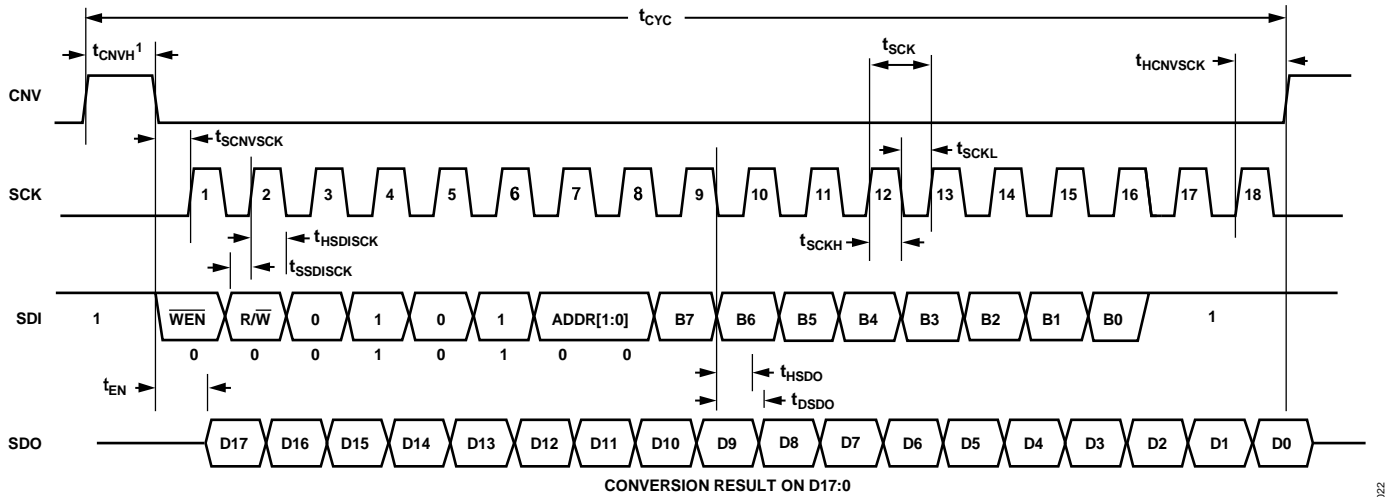 tCYC
tCNVH1
tSCK
tHCNVSCK
CNV
tSCNVSCK
tSCKL
SCK
1 2 3 4 5 6 7 8 9 10 11 12 13 14 15 16 17 18
tHSDISCK
tSCKH
tSSDISCK
SDI
1 WEN R/W 0 1 0 1 ADDR[1:0] B7 B6 B5 B4 B3 B2 B1 B0 1
0 0 0 1 0 1 0 0
tEN
tHSDO
tDSDO
SDO
D17 D16 D15 D14 D13 D12 D11 D10 D9 D8 D7 D6 D5 D4 D3 D2 D1 D0
CONVERSION RESULT ON D17:0
022